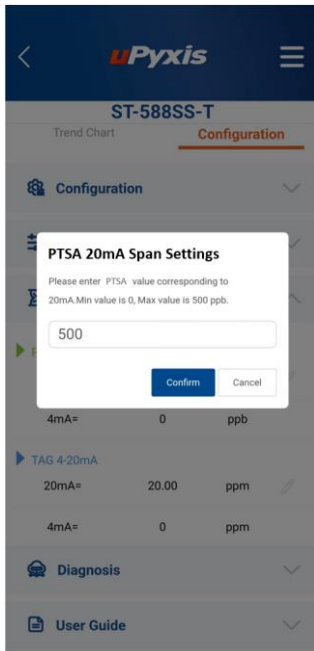 uPyxis
ST-588SS-T
Trend Chart Configuration
Configuration
PTSA 20mA Span Settings
Please enter PTSA value corresponding to
20mA.Min value is 0, Max value is 500 ppb.
500
Confirm Cancel
4mA= 0 ppb
TAG 4-20mA
20mA= 20.00 ppm
4mA= 0 ppm
Diagnosis
User Guide